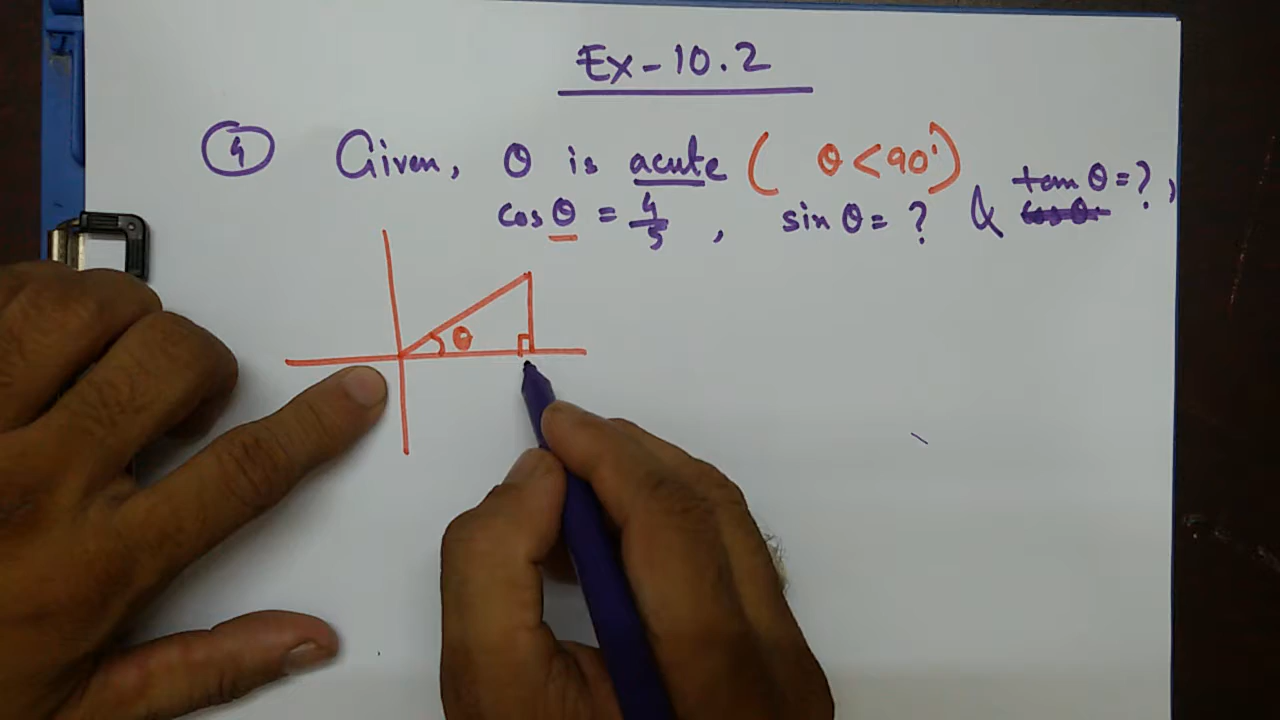 Ex-10.2
4 Given, θ is acute ( θ < 90° )
cos θ = 4/5 , sin θ = ? & tan θ = ? ,
θ